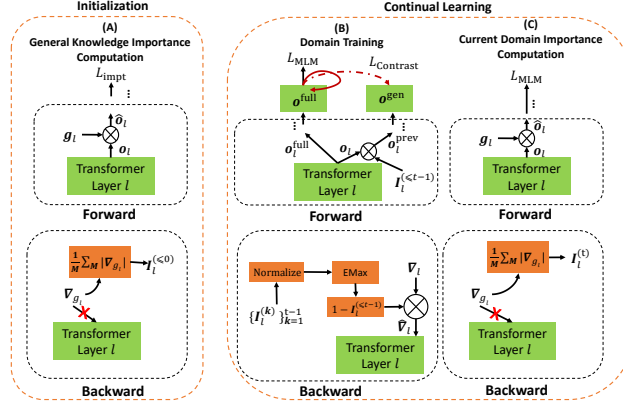 Initialization
(A)
General Knowledge Importance
Computation
L_impt
⋮
ô_l
g_l
o_l
Transformer
Layer l
Forward
1/M ∑_M |∇_{g_l}|
I_l^{(⩽0)}
∇_{g_l}
Transformer
Layer l
Backward
Continual Learning
(B)
Domain Training
L_MLM
L_Contrast
o^full
o^gen
⋮
⋮
o_l^full
o_l
o_l^prev
Transformer
Layer l
I_l^{(⩽t−1)}
Forward
Normalize
EMax
∇_l
{I_l^{(k)}}_{k=1}^{t−1}
1 − I_l^{(⩽t−1)}
∇̂_l
Transformer
Layer l
Backward
(C)
Current Domain Importance
Computation
L_MLM
⋮
ô_l
g_l
o_l
Transformer
Layer l
Forward
1/M ∑_M |∇_{g_l}|
I_l^{(t)}
∇_{g_l}
Transformer
Layer l
Backward